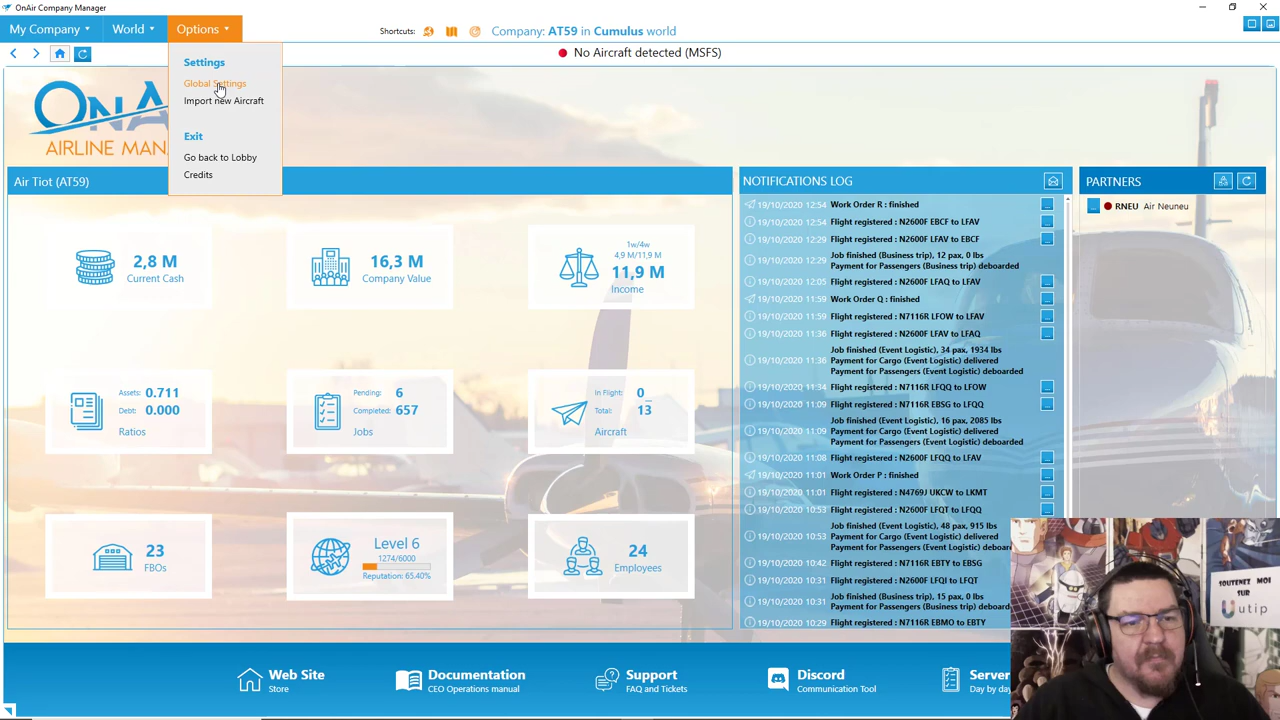 OnAir Company Manager
My Company
World
Options
Shortcuts:
Company: AT59 in Cumulus world
No Aircraft detected (MSFS)
Settings
Global Settings
Import new Aircraft
Exit
Go back to Lobby
Credits
ONA
AIRLINE MAN
Air Tiot (AT59)
2,8 M
Current Cash
16,3 M
Company Value
1w/4w
4,9 M/11,9 M
11,9 M
Income
Assets: 0.711
Debt: 0.000
Ratios
Pending: 6
Completed: 657
Jobs
In Flight: 0
Total: 13
Aircraft
23
FBOs
Level 6
1274/6000
Reputation: 65.40%
24
Employees
NOTIFICATIONS LOG
19/10/2020 12:54 Work Order R : finished
19/10/2020 12:54 Flight registered : N2600F EBCF to LFAV
19/10/2020 12:29 Flight registered : N2600F LFAV to EBCF
19/10/2020 12:29 Job finished (Business trip), 12 pax, 0 lbs
Payment for Passengers (Business trip) deboarded
19/10/2020 12:05 Flight registered : N2600F LFAQ to LFAV
19/10/2020 11:59 Work Order Q : finished
19/10/2020 11:59 Flight registered : N7116R LFOW to LFAV
19/10/2020 11:36 Flight registered : N2600F LFAV to LFAQ
19/10/2020 11:36 Job finished (Event Logistic), 34 pax, 1934 lbs
Payment for Cargo (Event Logistic) delivered
Payment for Passengers (Event Logistic) deboarded
19/10/2020 11:34 Flight registered : N7116R LFQQ to LFOW
19/10/2020 11:09 Flight registered : N7116R EBSG to LFQQ
19/10/2020 11:09 Job finished (Event Logistic), 16 pax, 2085 lbs
Payment for Cargo (Event Logistic) delivered
Payment for Passengers (Event Logistic) deboarded
19/10/2020 11:08 Flight registered : N2600F LFQQ to LFAV
19/10/2020 11:01 Work Order P : finished
19/10/2020 11:01 Flight registered : N4769J UKCW to LKMT
19/10/2020 10:53 Flight registered : N2600F LFQT to LFQQ
19/10/2020 10:53 Job finished (Event Logistic), 48 pax, 915 lbs
Payment for Cargo (Event Logistic) delivered
Payment for Passengers (Event Logistic) deboar
19/10/2020 10:42 Flight registered : N7116R EBTY to EBSG
19/10/2020 10:31 Flight registered : N2600F LFQI to LFQT
19/10/2020 10:31 Job finished (Business trip), 15 pax, 0 lbs
Payment for Passengers (Business trip) deboard
19/10/2020 10:29 Flight registered : N7116R EBMO to EBTY
PARTNERS
RNEU Air Neuneu
SOUTENEZ MOI
SUR
utip
Web Site
Store
Documentation
CEO Operations manual
Support
FAQ and Tickets
Discord
Communication Tool
Server
Day by day